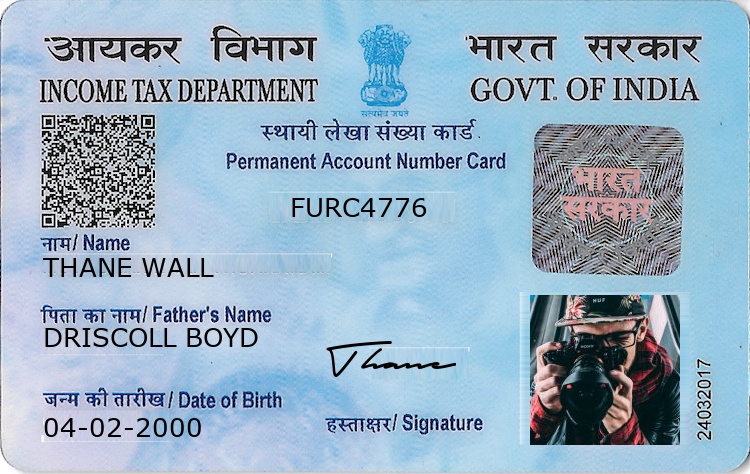 आयकर विभाग
भारत सरकार
INCOME TAX DEPARTMENT
GOVT. OF INDIA
सत्यमेव जयते
स्थायी लेखा संख्या कार्ड
Permanent Account Number Card
FURC4776
भारत
सरकार
नाम/ Name
THANE WALL
पिता का नाम/ Father's Name
DRISCOLL BOYD
HUF
SONY
Thane
जन्म की तारीख/ Date of Birth
04-02-2000
हस्ताक्षर/ Signature
24032017